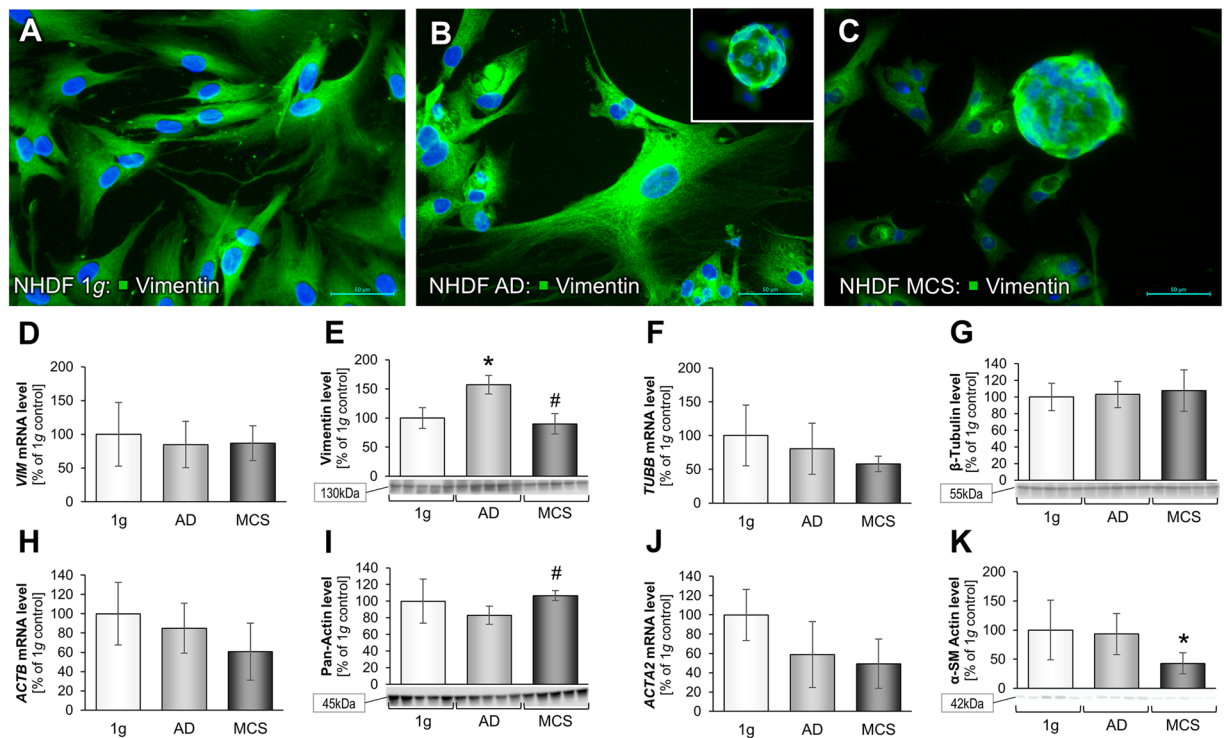 A
B
C
NHDF 1g: Vimentin
50 µm
NHDF AD: Vimentin
50 µm
NHDF MCS: Vimentin
50 µm
D
VIM mRNA level
[% of 1g control]
200
150
100
50
0
1g
AD
MCS
E
Vimentin level
[% of 1g control]
200
150
100
50
0
*
#
130kDa
1g
AD
MCS
F
TUBB mRNA level
[% of 1g control]
200
150
100
50
0
1g
AD
MCS
G
β-Tubulin level
[% of 1g control]
140
120
100
80
60
40
20
0
55kDa
1g
AD
MCS
H
ACTB mRNA level
[% of 1g control]
140
120
100
80
60
40
20
0
1g
AD
MCS
I
Pan-Actin level
[% of 1g control]
140
120
100
80
60
40
20
0
#
45kDa
1g
AD
MCS
J
ACTA2 mRNA level
[% of 1g control]
140
120
100
80
60
40
20
0
1g
AD
MCS
K
α-SM Actin level
[% of 1g control]
200
150
100
50
0
*
42kDa
1g
AD
MCS